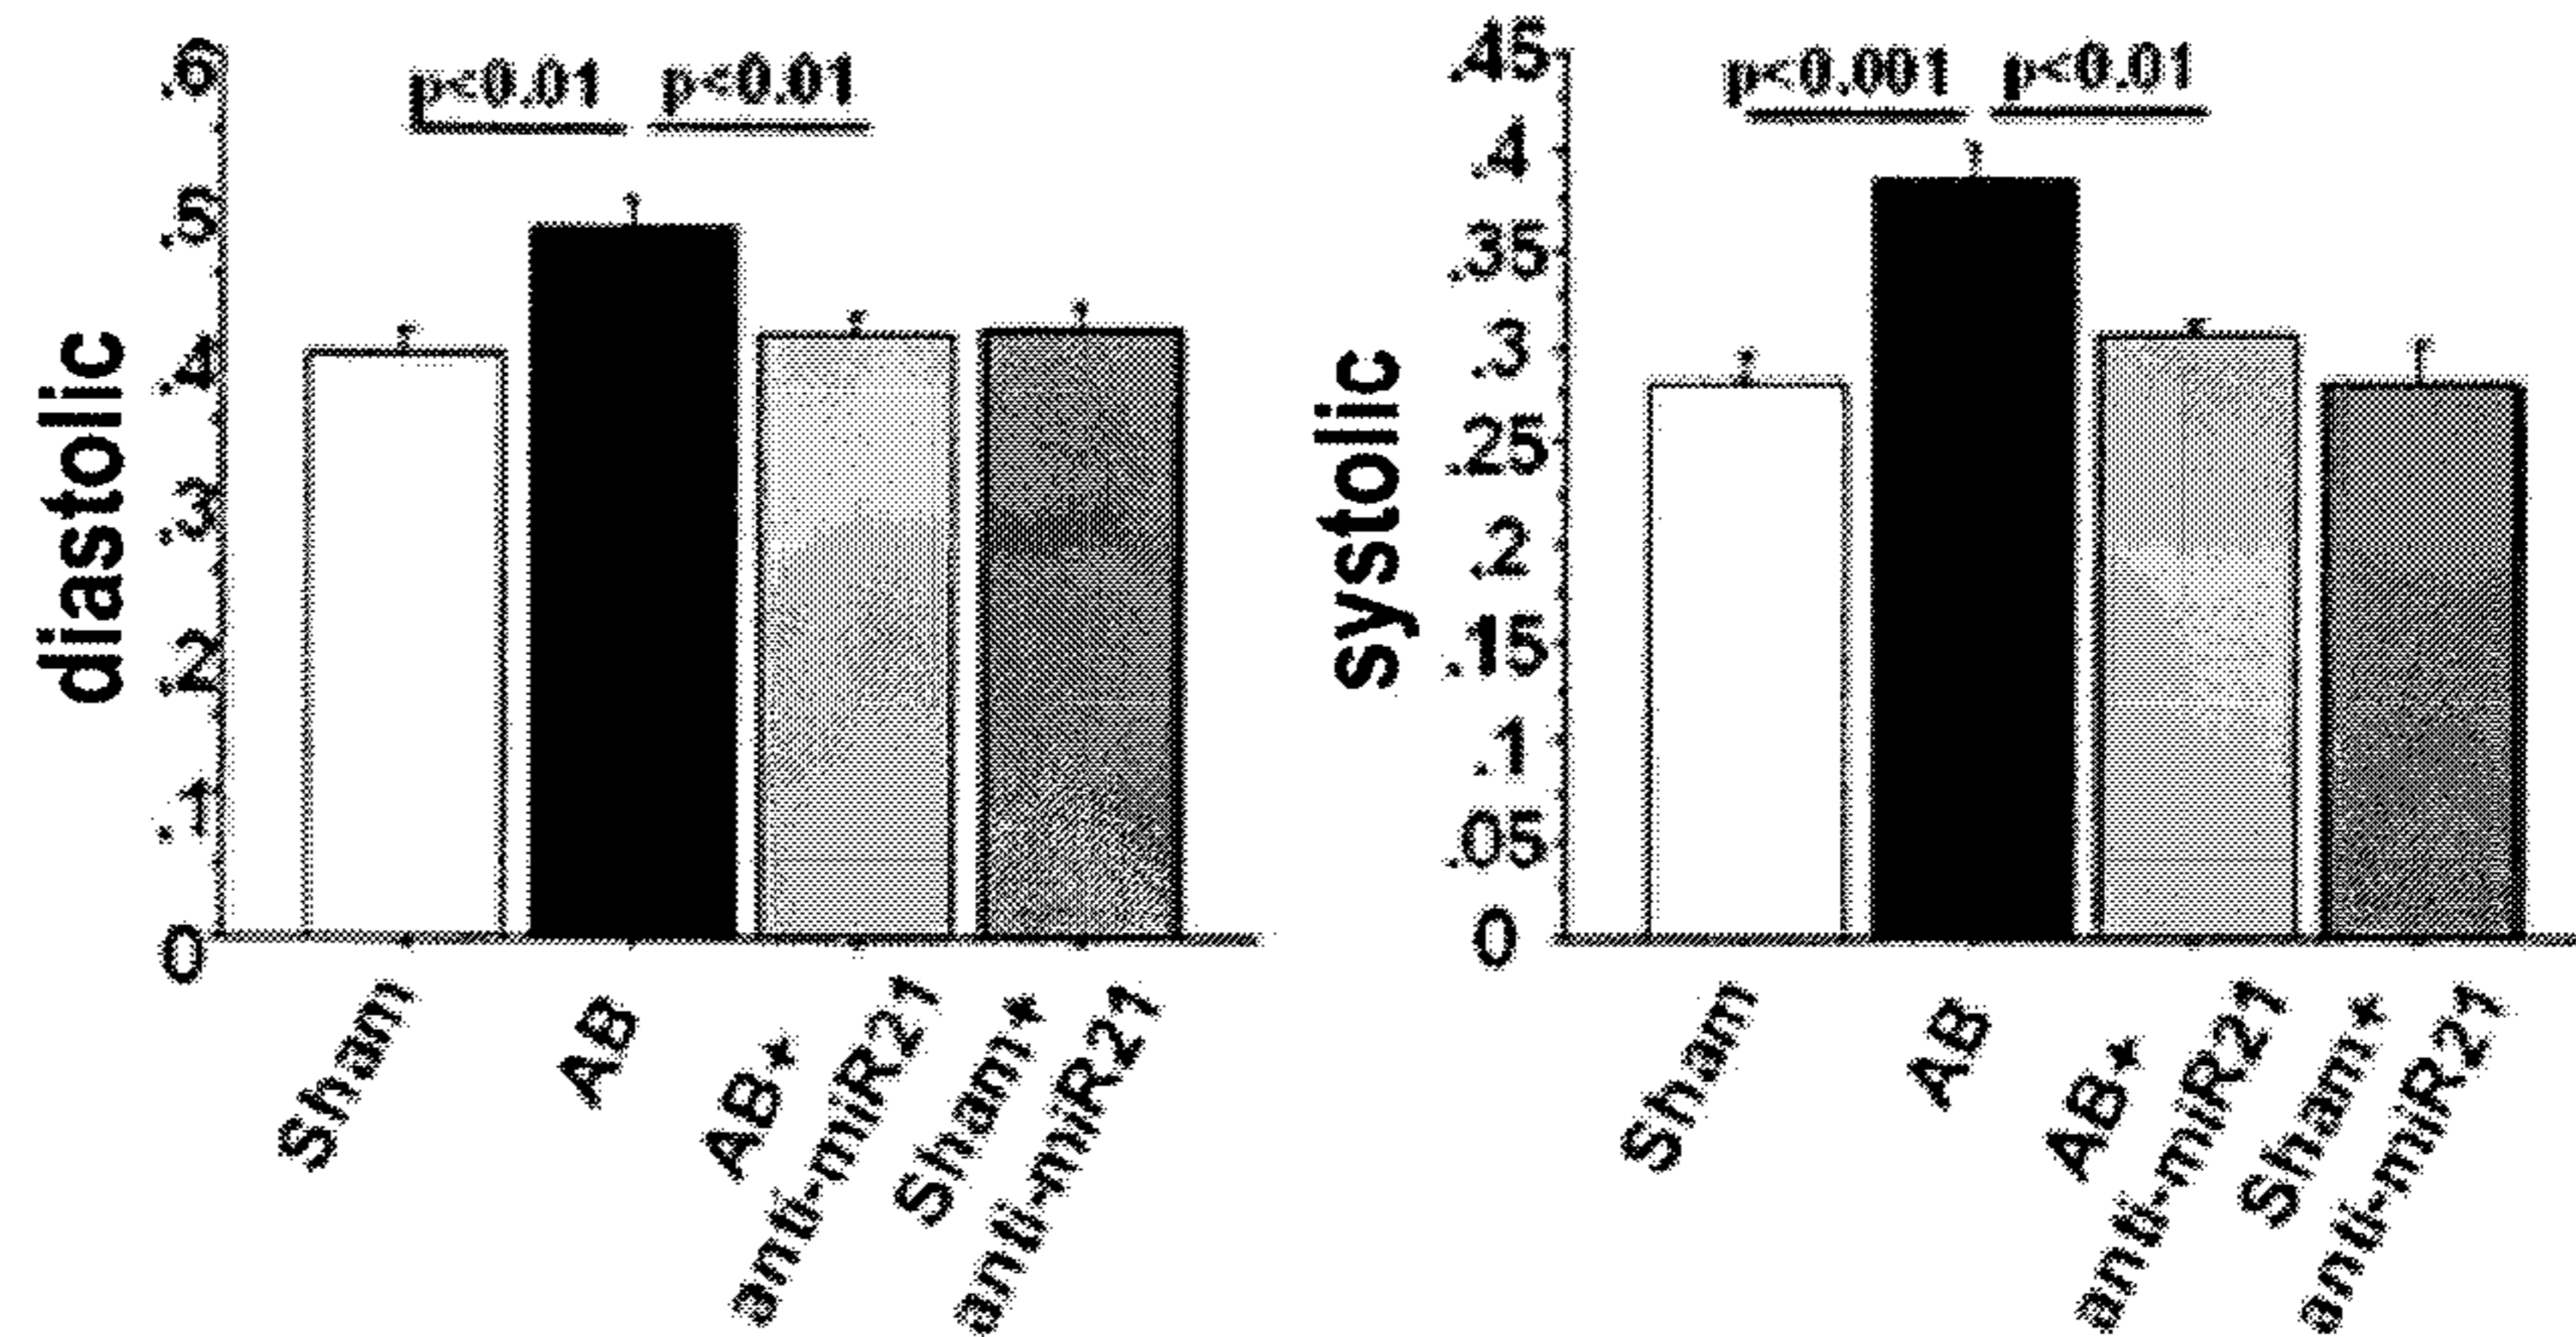 diastolic
.6
.5
.4
.3
.2
.1
0
p<0.01 p<0.01
Sham
AB
AB+
anti-miR21
Sham+
anti-miR21
systolic
.45
.4
.35
.3
.25
.2
.15
.1
.05
0
p<0.001 p<0.01
Sham
AB
AB+
anti-miR21
Sham+
anti-miR21